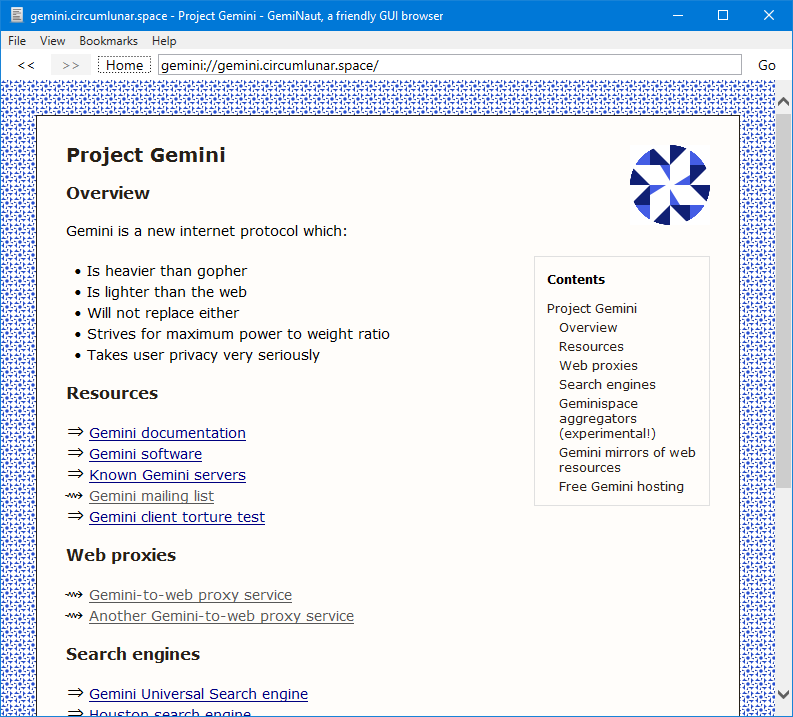 gemini.circumlunar.space - Project Gemini - GemiNaut, a friendly GUI browser
File View Bookmarks Help
<< >> Home gemini://gemini.circumlunar.space/ Go
Project Gemini
Overview
Gemini is a new internet protocol which:
• Is heavier than gopher
• Is lighter than the web
• Will not replace either
• Strives for maximum power to weight ratio
• Takes user privacy very seriously
Resources
⇒ Gemini documentation
⇒ Gemini software
⇒ Known Gemini servers
⇝ Gemini mailing list
⇒ Gemini client torture test
Web proxies
⇝ Gemini-to-web proxy service
⇝ Another Gemini-to-web proxy service
Search engines
⇒ Gemini Universal Search engine
⇒ Houston search engine
Contents
Project Gemini
Overview
Resources
Web proxies
Search engines
Geminispace
aggregators
(experimental!)
Gemini mirrors of web
resources
Free Gemini hosting